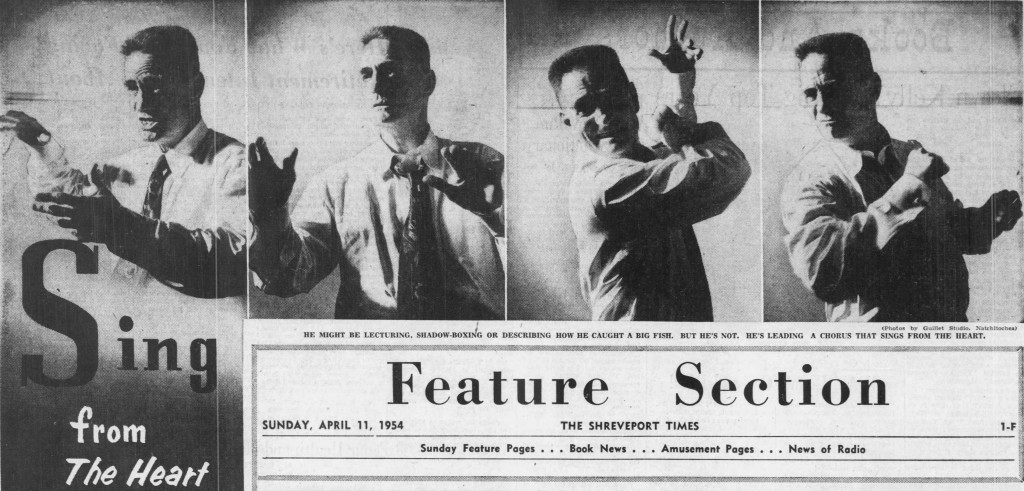 Sing
from
The Heart
(Photos by Guillet Studio, Natchitoches)
HE MIGHT BE LECTURING, SHADOW-BOXING OR DESCRIBING HOW HE CAUGHT A BIG FISH. BUT HE'S NOT. HE'S LEADING A CHORUS THAT SINGS FROM THE HEART.
Feature Section
SUNDAY, APRIL 11, 1954 THE SHREVEPORT TIMES 1-F
Sunday Feature Pages . . . Book News . . . Amusement Pages . . . News of Radio